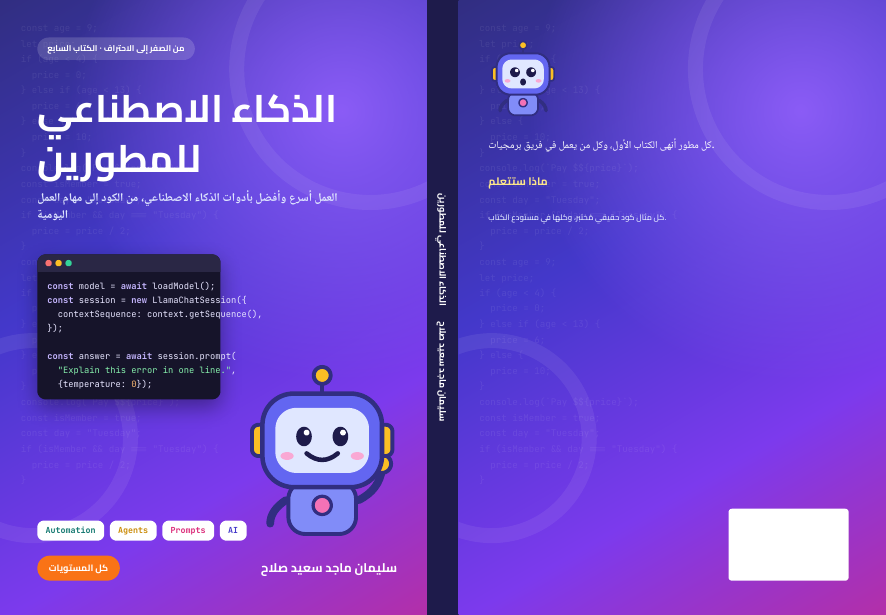 من الصفر إلى الاحتراف · الكتاب السابع
الذكاء الاصطناعي
للمطورين
العمل أسرع وأفضل بأدوات الذكاء الاصطناعي، من الكود إلى مهام العمل
اليومية
const model = await loadModel();
const session = new LlamaChatSession({
contextSequence: context.getSequence(),
});
const answer = await session.prompt(
"Explain this error in one line.",
{temperature: 0});
Automation
Agents
Prompts
AI
كل المستويات
سليمان ماجد سعيد صلاح
الذكاء الاصطناعي للمطورين
سليمان ماجد سعيد صلاح
كل مطور أنهى الكتاب الأول، وكل من يعمل في فريق برمجيات.
ماذا ستتعلم
كل مثال كود حقيقي مُختبر، وكلها في مستودع الكتاب.